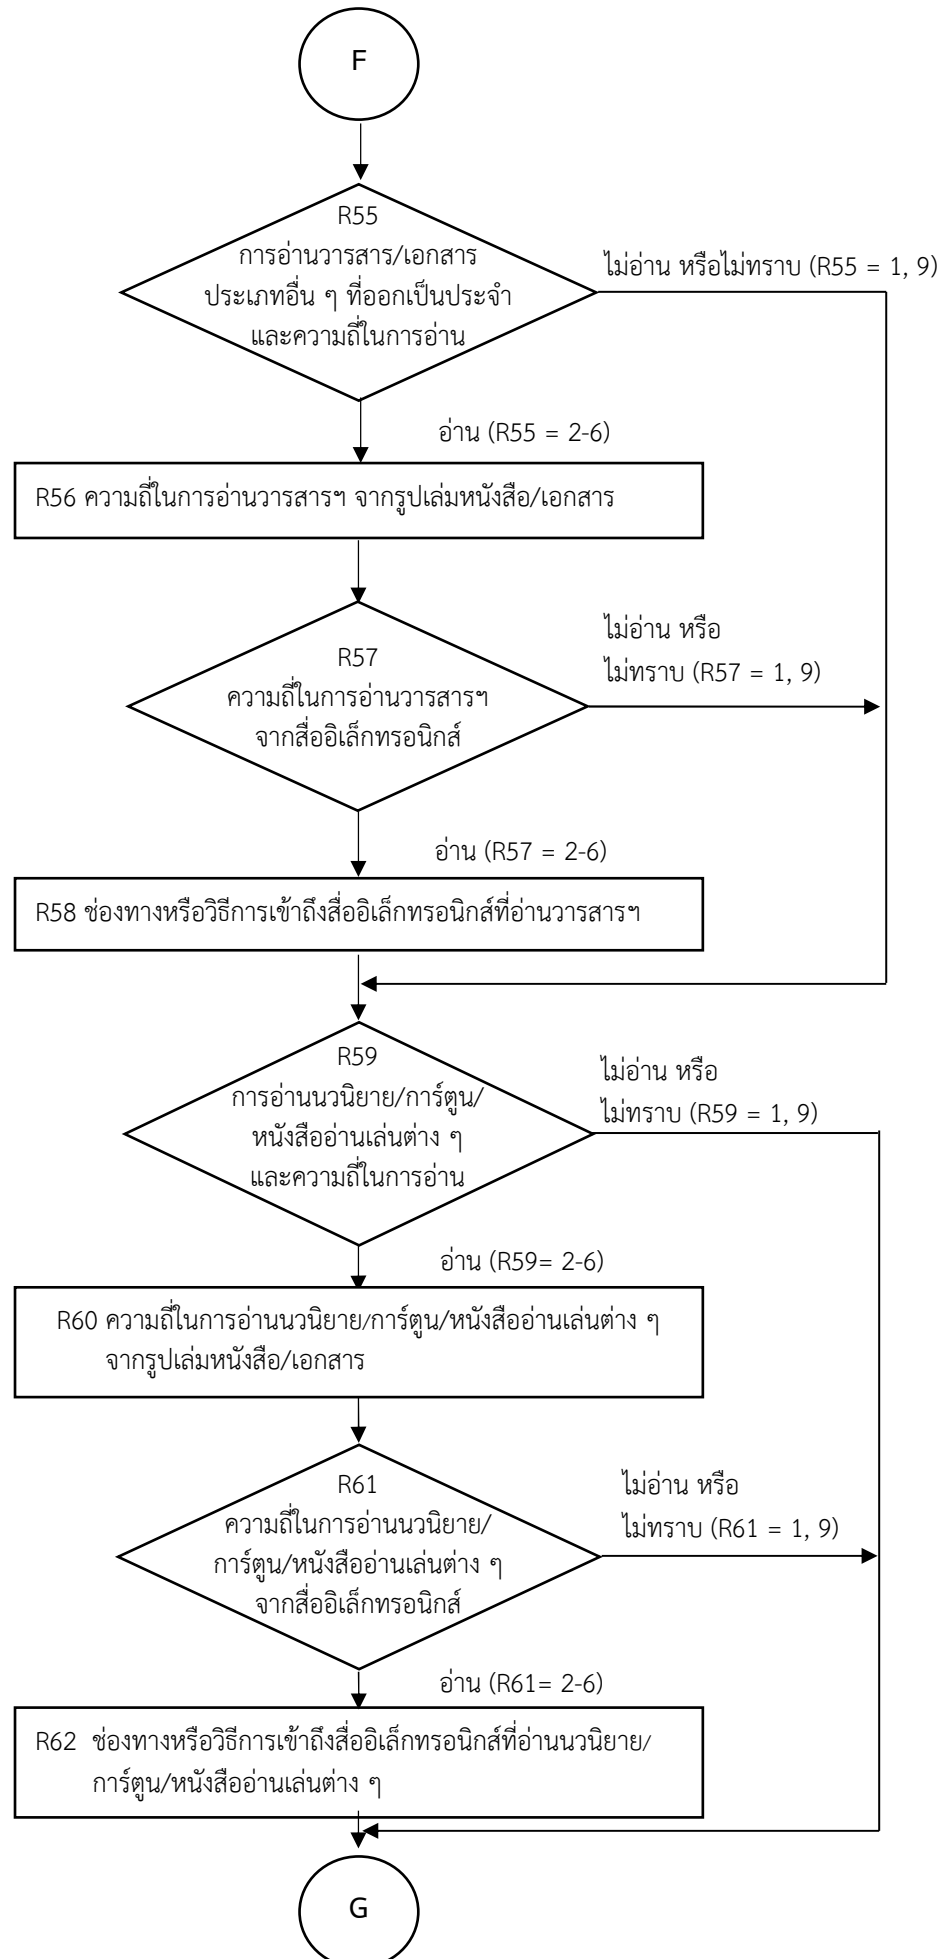 F
R55
การอ่านวารสาร/เอกสาร
ประเภทอื่น ๆ ที่ออกเป็นประจำ
และความถี่ในการอ่าน
ไม่อ่าน หรือไม่ทราบ (R55 = 1, 9)
อ่าน (R55 = 2-6)
R56 ความถี่ในการอ่านวารสารฯ จากรูปเล่มหนังสือ/เอกสาร
R57
ความถี่ในการอ่านวารสารฯ
จากสื่ออิเล็กทรอนิกส์
ไม่อ่าน หรือ
ไม่ทราบ (R57 = 1, 9)
อ่าน (R57 = 2-6)
R58 ช่องทางหรือวิธีการเข้าถึงสื่ออิเล็กทรอนิกส์ที่อ่านวารสารฯ
R59
การอ่านนวนิยาย/การ์ตูน/
หนังสืออ่านเล่นต่าง ๆ
และความถี่ในการอ่าน
ไม่อ่าน หรือ
ไม่ทราบ (R59 = 1, 9)
อ่าน (R59= 2-6)
R60 ความถี่ในการอ่านนวนิยาย/การ์ตูน/หนังสืออ่านเล่นต่าง ๆ
จากรูปเล่มหนังสือ/เอกสาร
R61
ความถี่ในการอ่านนวนิยาย/
การ์ตูน/หนังสืออ่านเล่นต่าง ๆ
จากสื่ออิเล็กทรอนิกส์
ไม่อ่าน หรือ
ไม่ทราบ (R61 = 1, 9)
อ่าน (R61= 2-6)
R62 ช่องทางหรือวิธีการเข้าถึงสื่ออิเล็กทรอนิกส์ที่อ่านนวนิยาย/
การ์ตูน/หนังสืออ่านเล่นต่าง ๆ
G